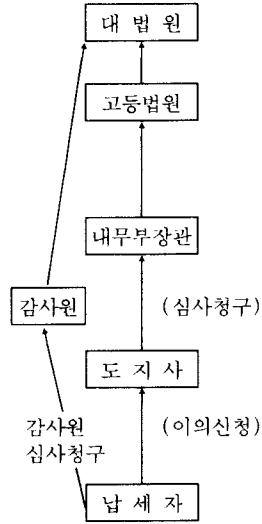 대 법 원
고등법원
내무부장관
감사원
(심사청구)
도 지 사
감사원
심사청구
(이의신청)
납 세 자